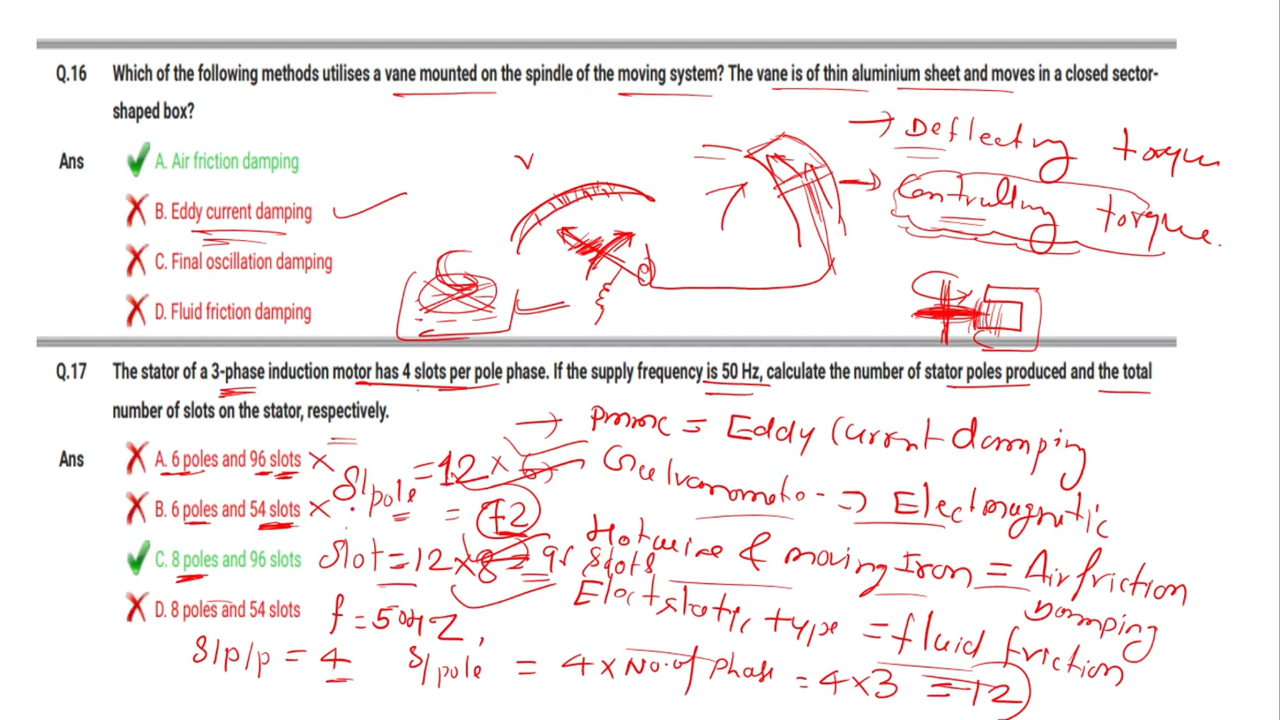 Q.16 Which of the following methods utilises a vane mounted on the spindle of the moving system? The vane is of thin aluminium sheet and moves in a closed sector-
shaped box?
Ans A. Air friction damping
B. Eddy current damping
C. Final oscillation damping
D. Fluid friction damping
→ Deflecting torque
→ Controlling torque.
Q.17 The stator of a 3-phase induction motor has 4 slots per pole phase. If the supply frequency is 50 Hz, calculate the number of stator poles produced and the total
number of slots on the stator, respectively.
Ans A. 6 poles and 96 slots
B. 6 poles and 54 slots
C. 8 poles and 96 slots
D. 8 poles and 54 slots
→ PMMC = Eddy Current damping
⇒ Electmagnetic
Hotwire & moving Iron = Air friction
Damping
type = fluid friction
S/pole = 12 × 6
= 72
Slot = 12 × 8 = 96 slots
f = 50HZ,
S/p/p = 4
S/pole = 4 × No. of Phase = 4 × 3 = 12